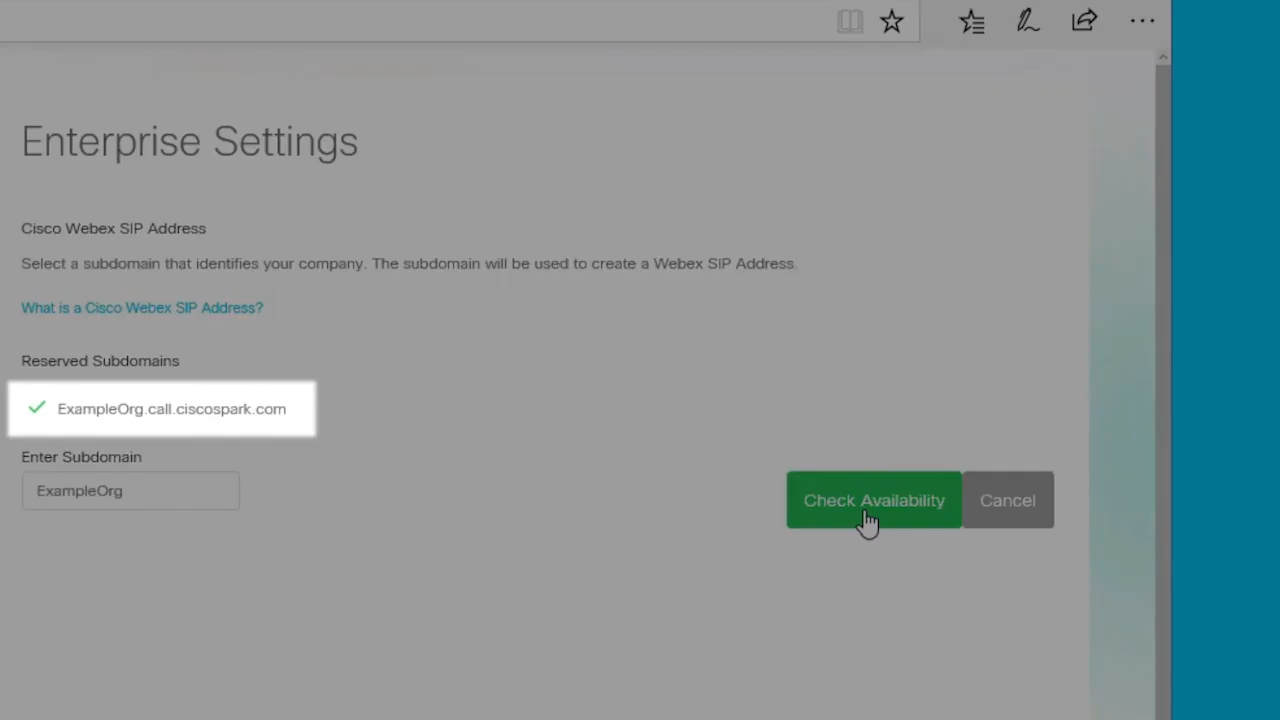 Enterprise Settings
Cisco Webex SIP Address
Select a subdomain that identifies your company. The subdomain will be used to create a Webex SIP Address.
What is a Cisco Webex SIP Address?
Reserved Subdomains
ExampleOrg.call.ciscospark.com
Enter Subdomain
ExampleOrg
Check Availability
Cancel